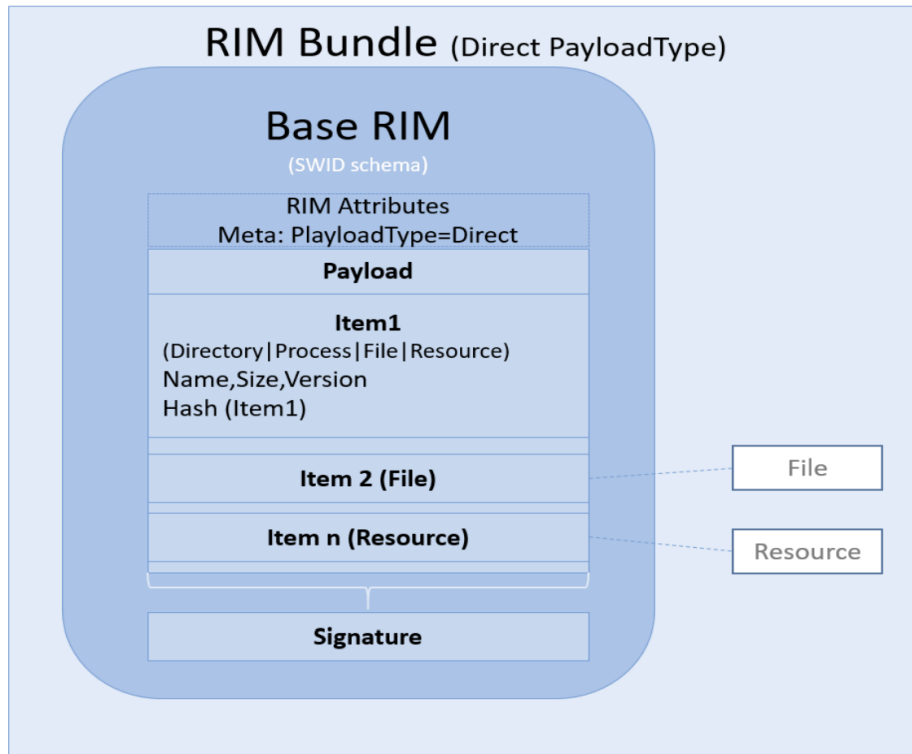 RIM Bundle (Direct PayloadType)
Base RIM
(SWID schema)
RIM Attributes
Meta: PlayloadType=Direct
Payload
Item1
(Directory|Process|File|Resource)
Name,Size,Version
Hash (Item1)
Item 2 (File)
File
Item n (Resource)
Resource
Signature